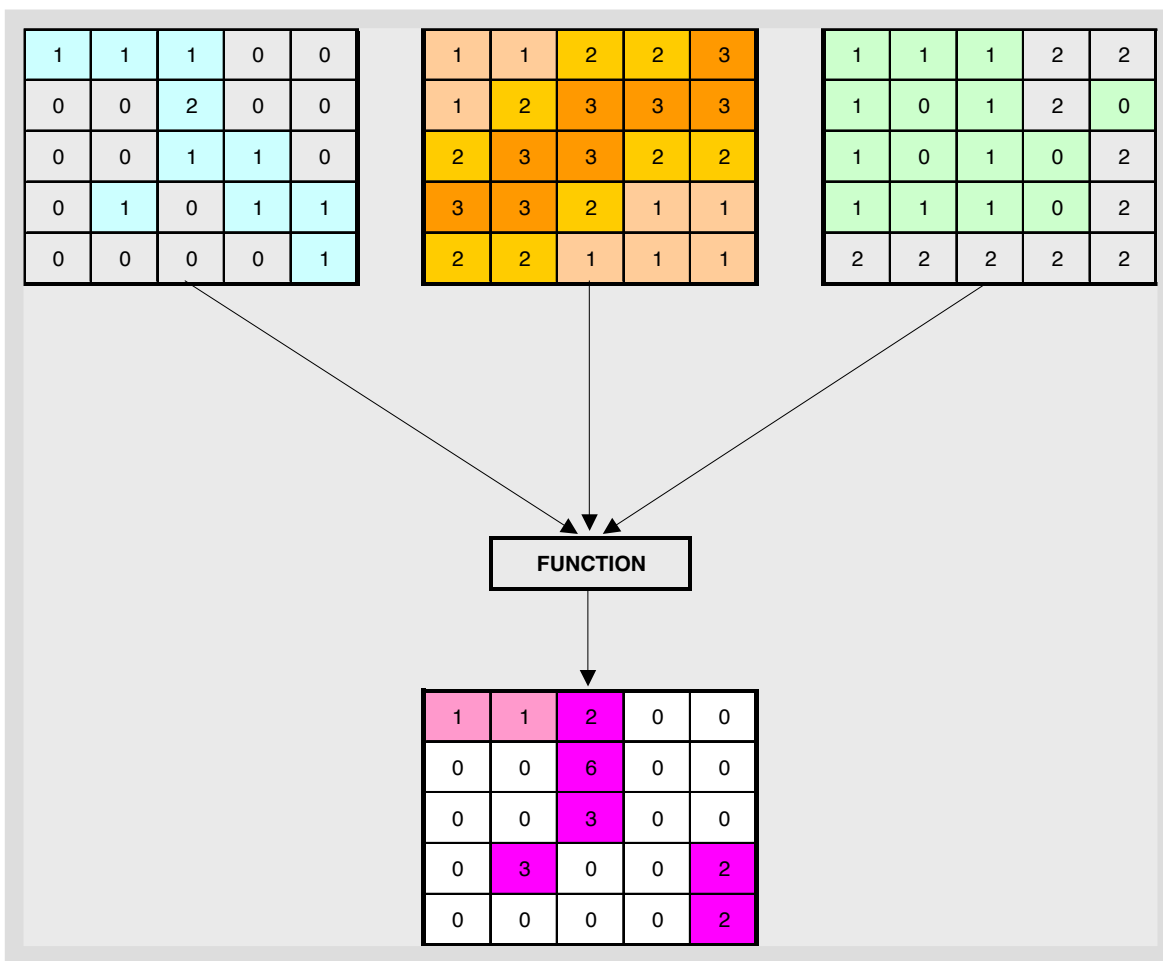 1 1 1 0 0 1 1 2 2 3 1 1 1 2 2
0 0 2 0 0 1 2 3 3 3 1 0 1 2 0
0 0 1 1 0 2 3 3 2 2 1 0 1 0 2
0 1 0 1 1 3 3 2 1 1 1 1 1 0 2
0 0 0 0 1 2 2 1 1 1 2 2 2 2 2
FUNCTION
1 1 2 0 0
0 0 6 0 0
0 0 3 0 0
0 3 0 0 2
0 0 0 0 2